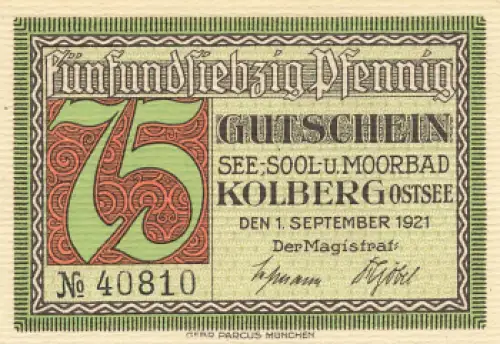 Fünfundsiebzig Pfennig
75
GUTSCHEIN
SEE-, SOOL- U. MOORBAD
KOLBERG OSTSEE
DEN 1. SEPTEMBER 1921
Der Magistrat:
No 40810
GEBR PARCUS MÜNCHEN